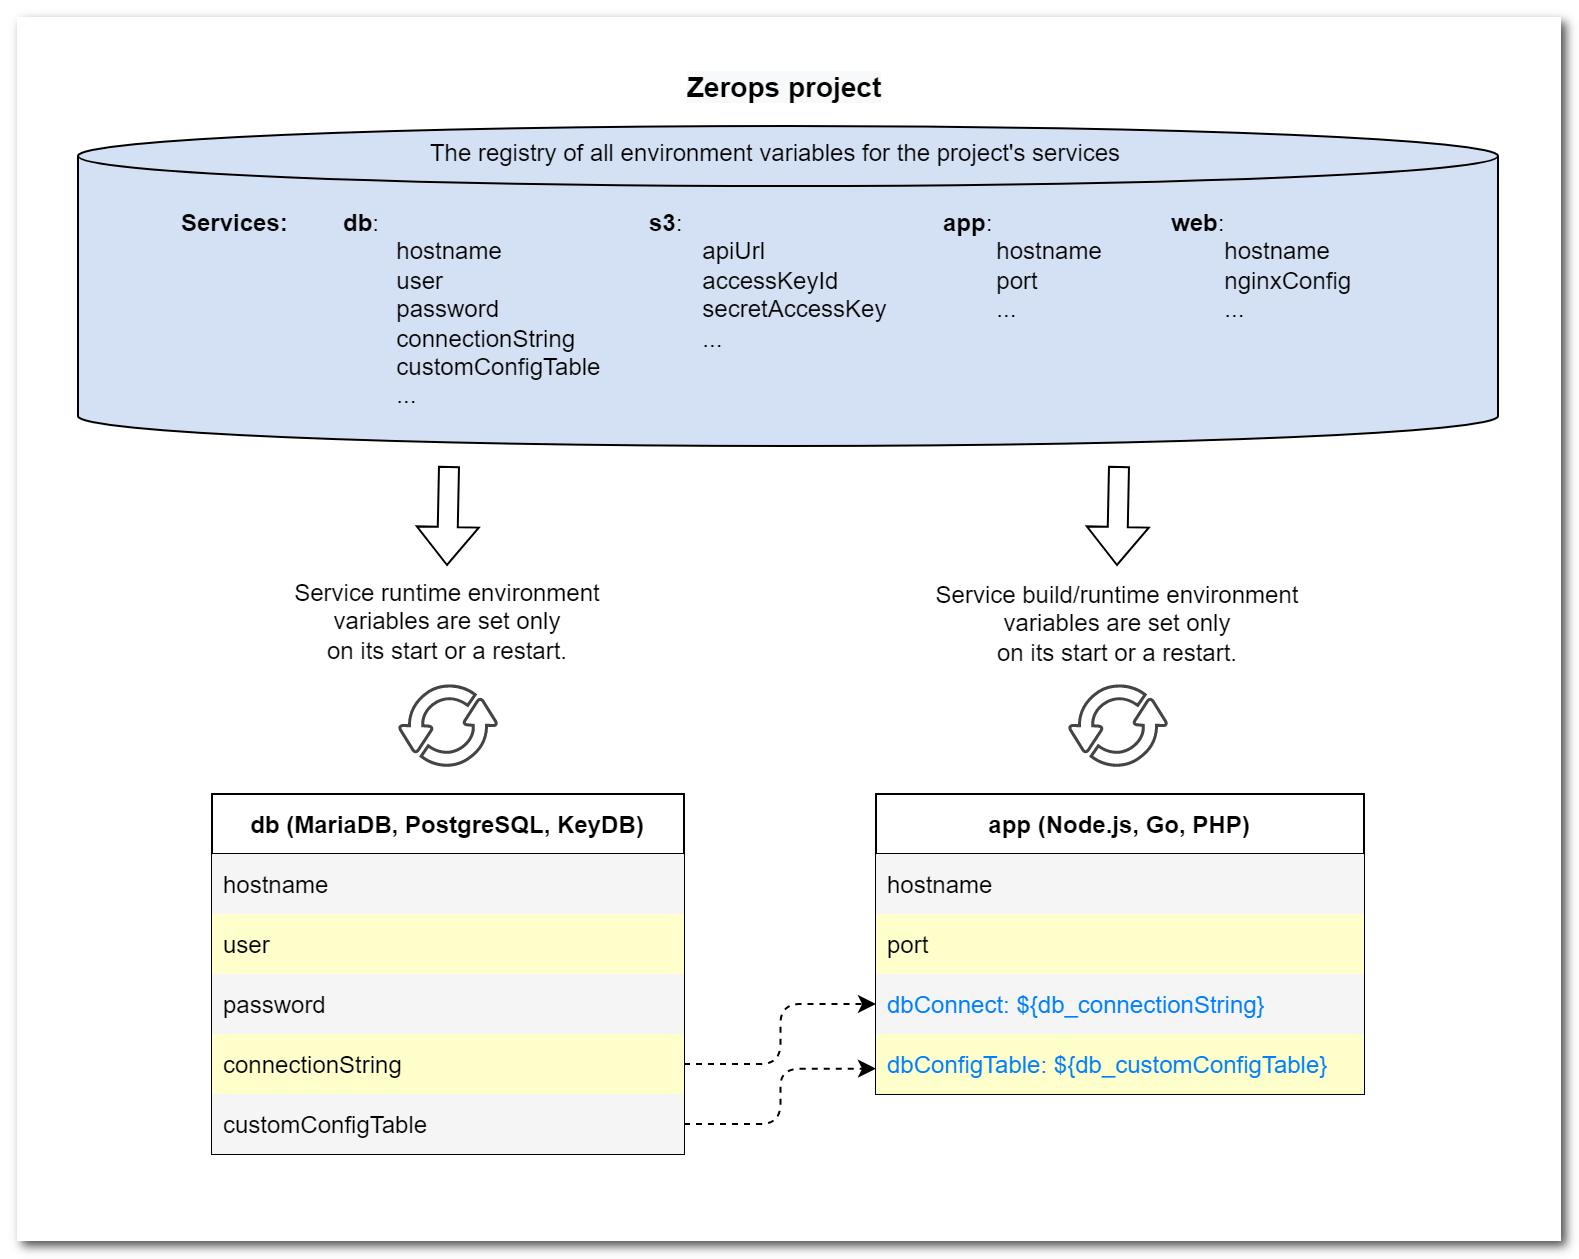 Zerops project
The registry of all environment variables for the project's services
Services:
db:
hostname
user
password
connectionString
customConfigTable
...
s3:
apiUrl
accessKeyId
secretAccessKey
...
app:
hostname
port
...
web:
hostname
nginxConfig
...
Service runtime environment
variables are set only
on its start or a restart.
Service build/runtime environment
variables are set only
on its start or a restart.
db (MariaDB, PostgreSQL, KeyDB)
hostname
user
password
connectionString
customConfigTable
app (Node.js, Go, PHP)
hostname
port
dbConnect: ${db_connectionString}
dbConfigTable: ${db_customConfigTable}